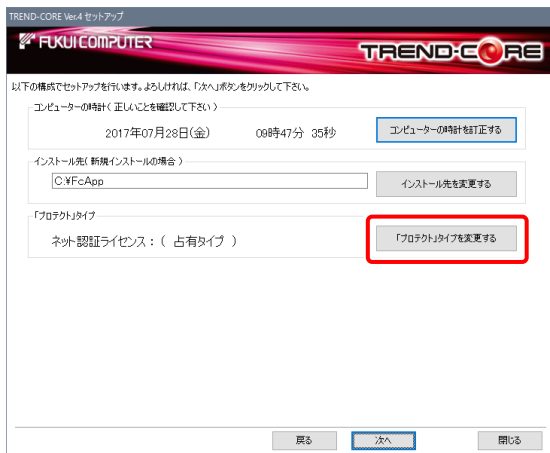 TREND-CORE Ver.4 セットアップ
FUKUI COMPUTER
TREND-CORE
以下の構成でセットアップを行います。よろしければ、「次へ」ボタンをクリックして下さい。
コンピューターの時計( 正しいことを確認して下さい )
2017年07月28日(金) 09時47分 35秒
コンピューターの時計を訂正する
インストール先( 新規インストールの場合 )
C:¥FcApp
インストール先を変更する
「プロテクト」タイプ
ネット認証ライセンス : ( 占有タイプ )
「プロテクト」タイプを変更する
戻る
次へ
閉じる